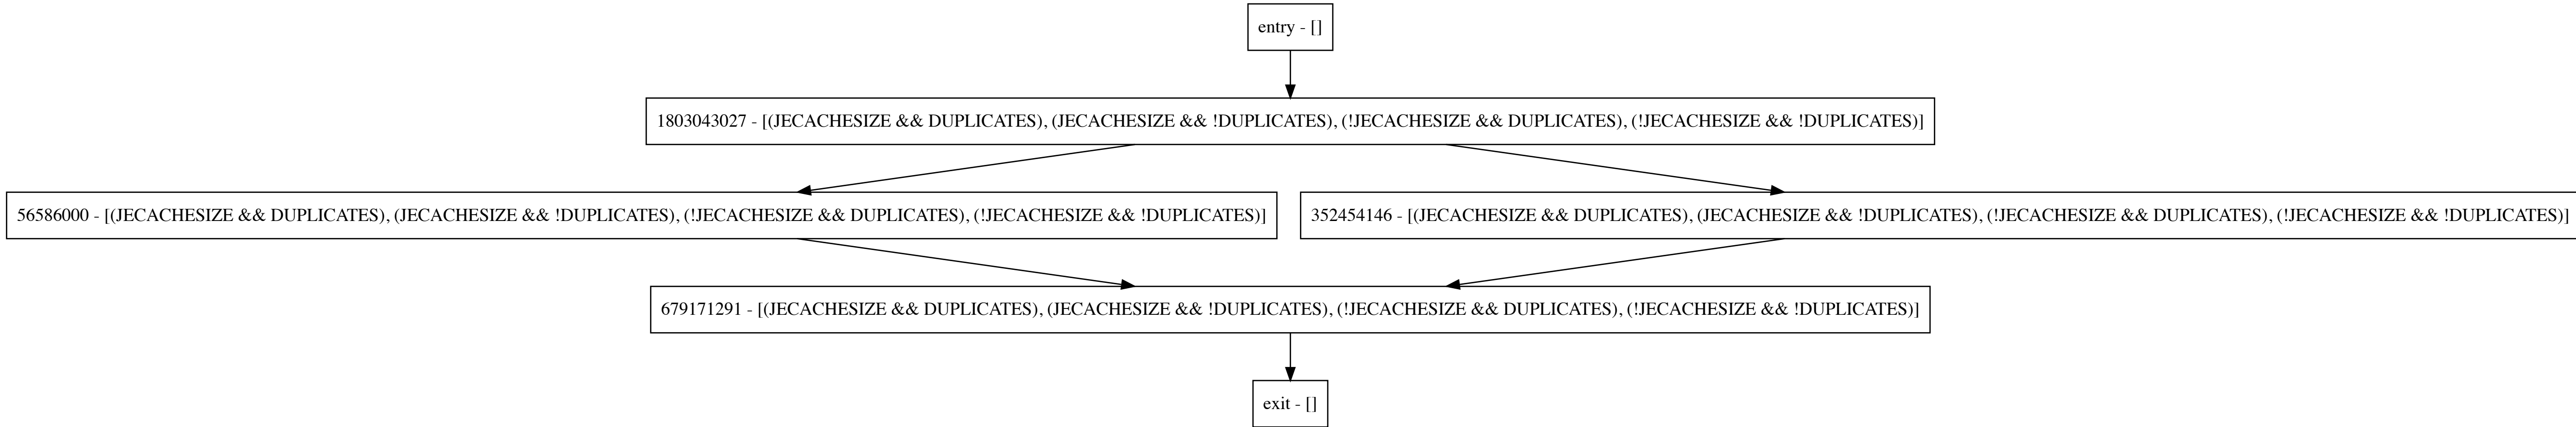 entry - []
1803043027 - [(JECACHESIZE && DUPLICATES), (JECACHESIZE && !DUPLICATES), (!JECACHESIZE && DUPLICATES), (!JECACHESIZE && !DUPLICATES)]
56586000 - [(JECACHESIZE && DUPLICATES), (JECACHESIZE && !DUPLICATES), (!JECACHESIZE && DUPLICATES), (!JECACHESIZE && !DUPLICATES)]
352454146 - [(JECACHESIZE && DUPLICATES), (JECACHESIZE && !DUPLICATES), (!JECACHESIZE && DUPLICATES), (!JECACHESIZE && !DUPLICATES)]
679171291 - [(JECACHESIZE && DUPLICATES), (JECACHESIZE && !DUPLICATES), (!JECACHESIZE && DUPLICATES), (!JECACHESIZE && !DUPLICATES)]
exit - []